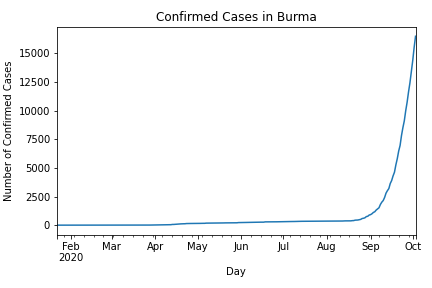 Confirmed Cases in Burma
Number of Confirmed Cases
15000
12500
10000
7500
5000
2500
0
Feb Mar Apr May Jun Jul Aug Sep Oct
2020
Day